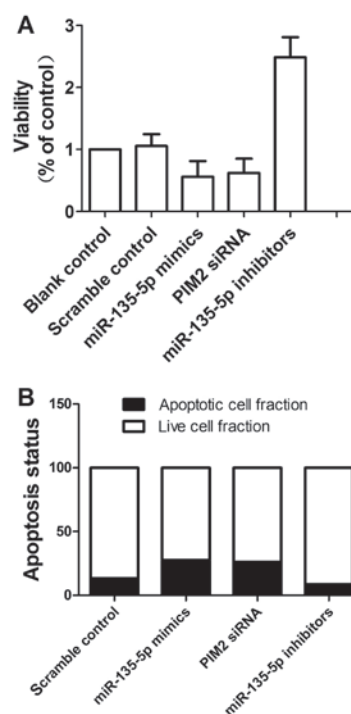 A
Viability
(% of control)
3
2
1
0
Blank control
Scramble control
miR-135-5p mimics
PIM2 siRNA
miR-135-5p inhibitors
B
Apoptotic cell fraction
Live cell fraction
Apoptosis status
150
100
50
0
Scramble control
miR-135-5p mimics
PIM2 siRNA
miR-135-5p inhibitors